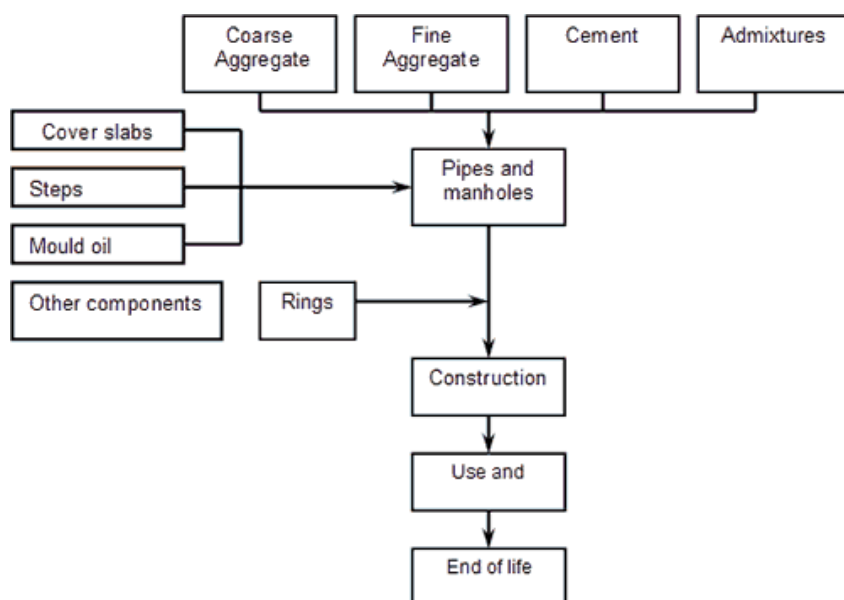 Coarse
Aggregate
Fine
Aggregate
Cement
Admixtures
Cover slabs
Pipes and
manholes
Steps
Mould oil
Other components
Rings
Construction
Use and
End of life